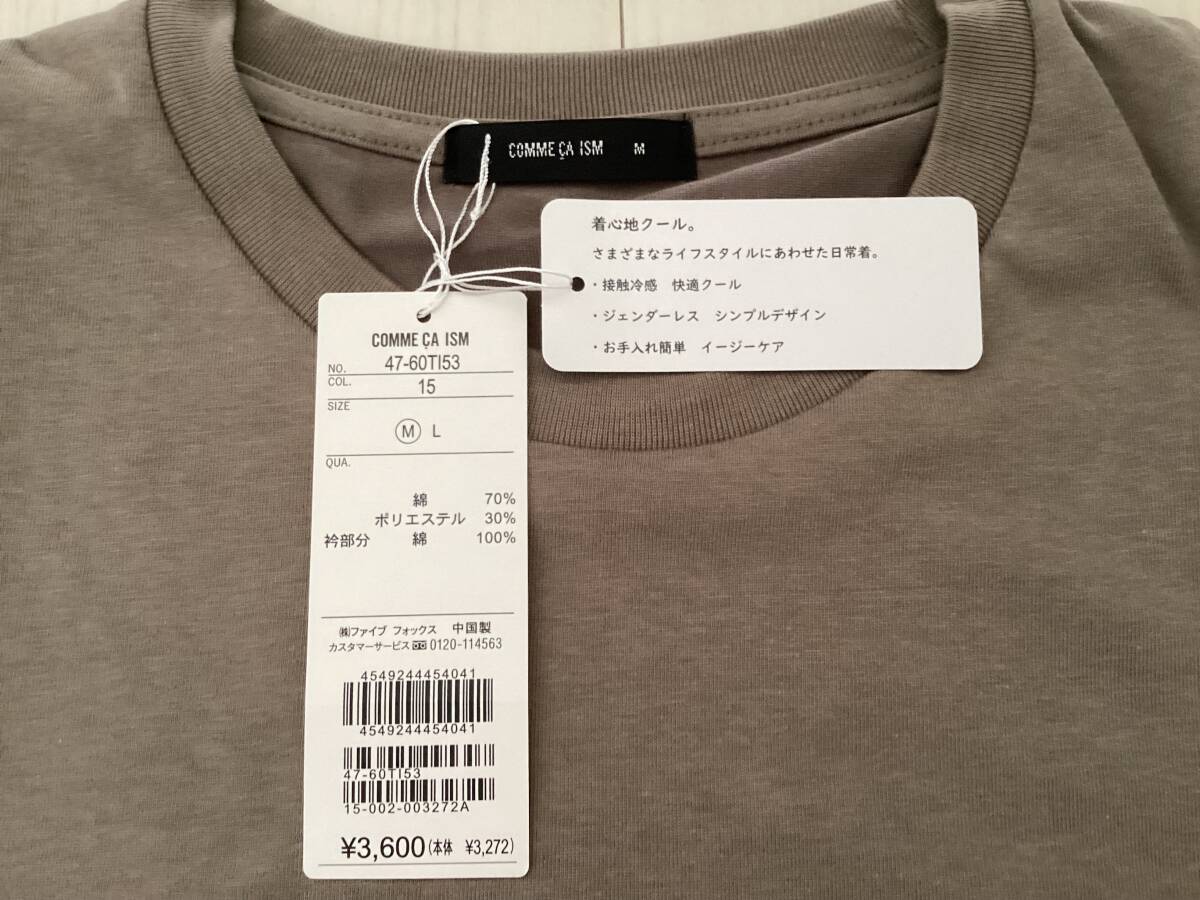 COMME ÇA ISM M
着心地クール。
さまざまなライフスタイルにあわせた日常着。
・接触冷感 快適クール
・ジェンダーレス シンプルデザイン
・お手入れ簡単 イージーケア
COMME ÇA ISM
NO. 47-60TI53
COL. 15
SIZE
M L
QUA.
綿 70%
ポリエステル 30%
衿部分 綿 100%
㈱ファイブ フォックス 中国製
カスタマーサービス 0120-114563
4549244454041
4549244454041
47-60TI53
15-002-003272A
¥3,600(本体 ¥3,272)